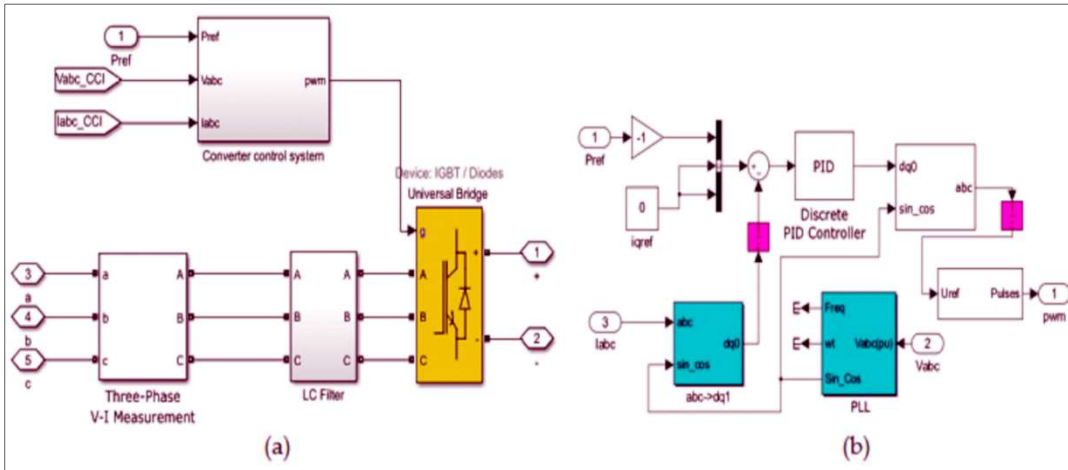 1
Pref
Pref
Vabc_CCI
Vabc
pwm
Iabc_CCI
Iabc
Converter control system
Device: IGBT / Diodes
Universal Bridge
g
3
a
A
A
A
A
+
1
a
+
4
b
B
B
B
B
b
5
c
C
C
C
C
-
2
c
-
Three-Phase
V-I Measurement
LC Filter
(a)
1
Pref
-1
0
iqref
+
-
PID
Discrete
PID Controller
dq0
sin_cos
abc
Uref
Pulses
1
pwm
3
Iabc
abc
dq0
sin_cos
abc->dq1
Freq
wt
Vabc(pu)
Sin_Cos
PLL
2
Vabc
(b)